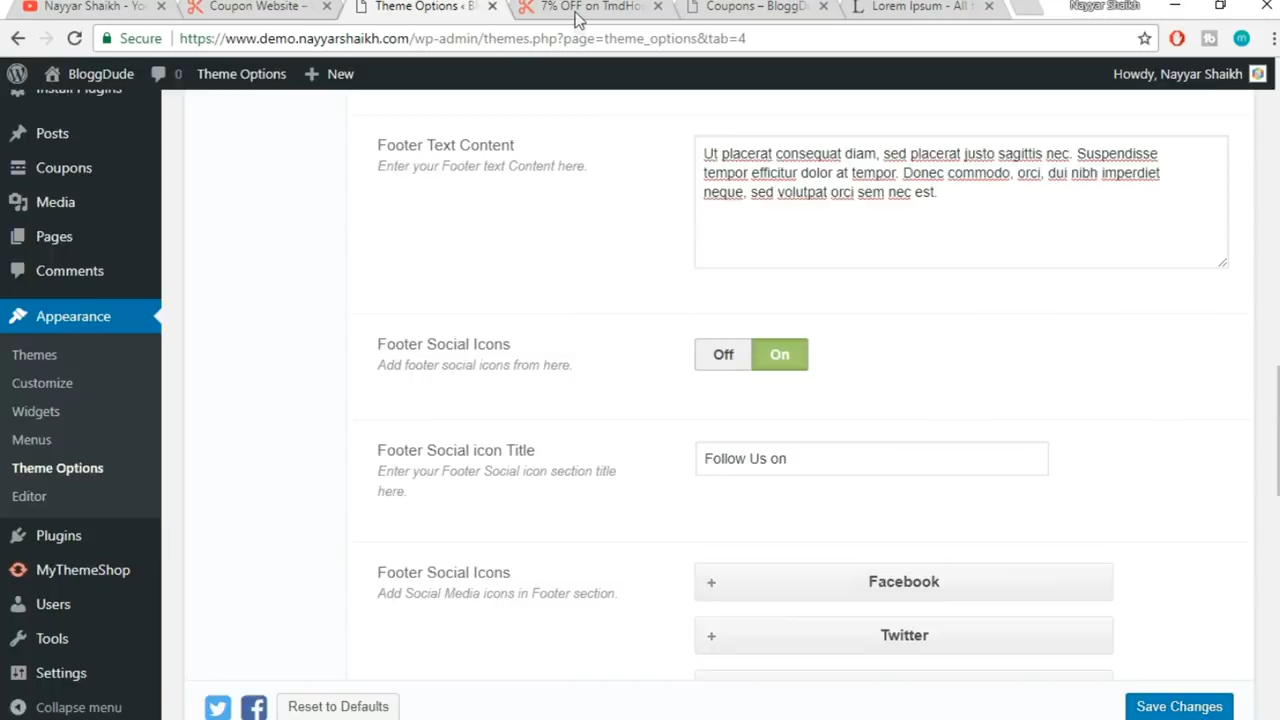 Nayyar Shaikh - Yo
Coupon Website –
Theme Options ‹ Bl
7% OFF on TmdHos
Coupons – BloggDu
Lorem Ipsum - All t
Nayyar Shaikh
Secure
https://www.demo.nayyarshaikh.com/wp-admin/themes.php?page=theme_options&tab=4
BloggDude
0
Theme Options
New
Howdy, Nayyar Shaikh
Install Plugins
Posts
Coupons
Media
Pages
Comments
Appearance
Themes
Customize
Widgets
Menus
Theme Options
Editor
Plugins
MyThemeShop
Users
Tools
Settings
Collapse menu
Footer Text Content
Enter your Footer text Content here.
Ut placerat consequat diam, sed placerat justo sagittis nec. Suspendisse
tempor efficitur dolor at tempor. Donec commodo, orci, dui nibh imperdiet
neque, sed volutpat orci sem nec est.
Footer Social Icons
Add footer social icons from here.
Off
On
Footer Social icon Title
Enter your Footer Social icon section title
here.
Follow Us on
Footer Social Icons
Add Social Media icons in Footer section.
+ Facebook
+ Twitter
Reset to Defaults
Save Changes